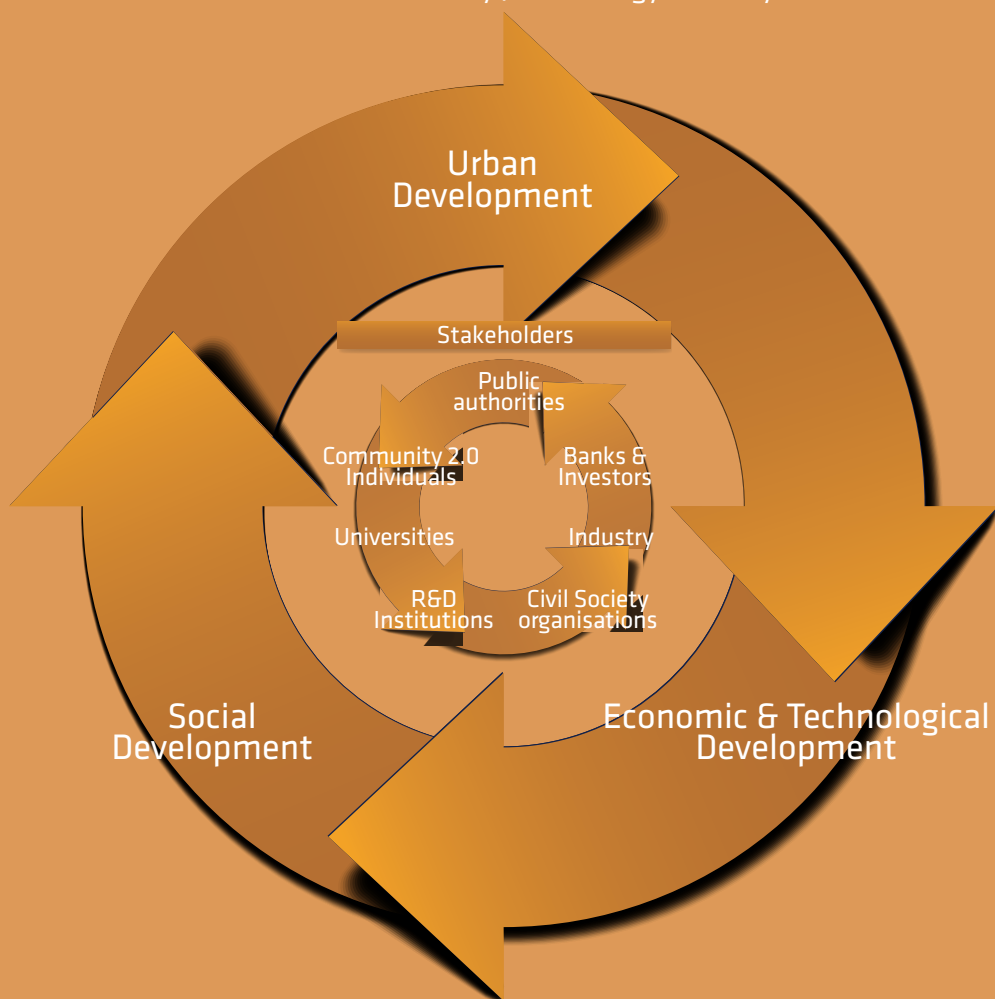 Urban
Development
Stakeholders
Public
authorities
Community 2.0
Individuals
Banks &
Investors
Universities
Industry
R&D
Institutions
Civil Society
organisations
Social
Development
Economic & Technological
Development